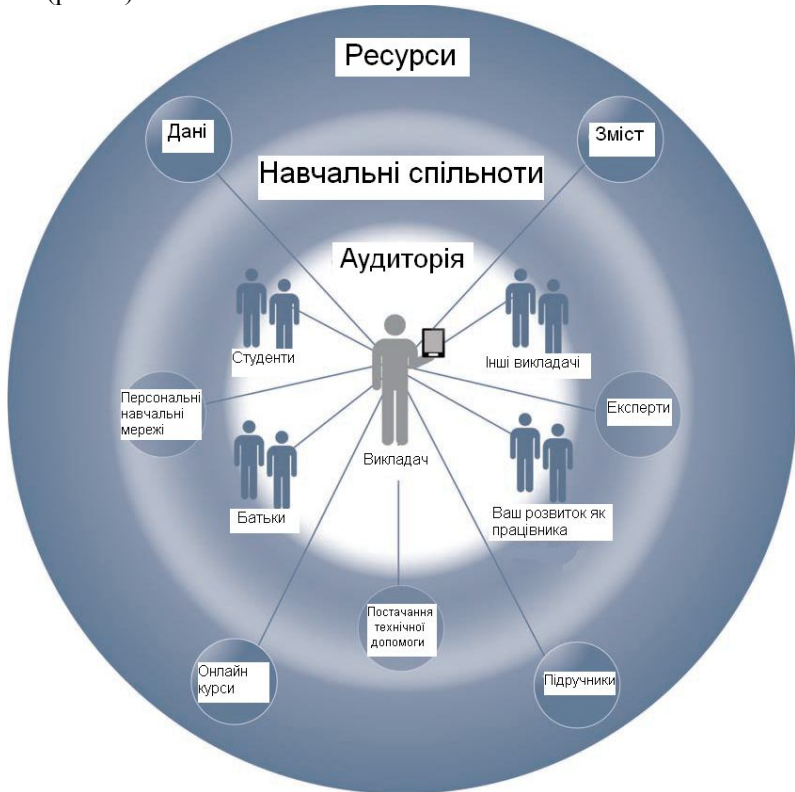 Ресурси
Дані
Зміст
Навчальні спільноти
Аудиторія
Студенти
Інші викладачі
Персональні
навчальні
мережі
Експерти
Викладач
Батьки
Ваш розвиток як
працівника
Постачання
технічної
допомоги
Онлайн
курси
Підручники